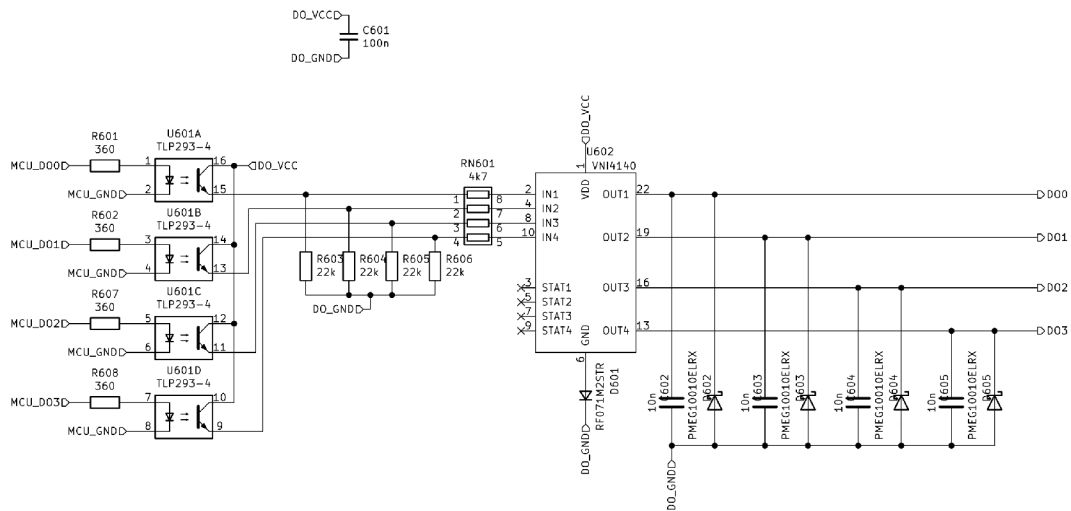 DO_VCC
C601
100n
DO_GND
DO_VCC
R601
360
U601A
TLP293-4
MCU_DO0
1
16
DO_VCC
MCU_GND
2
15
R602
360
U601B
TLP293-4
MCU_DO1
3
14
MCU_GND
4
13
R607
360
U601C
TLP293-4
MCU_DO2
5
12
MCU_GND
6
11
R608
360
U601D
TLP293-4
MCU_DO3
7
10
MCU_GND
8
9
RN601
4k7
1
8
2
7
3
6
4
5
R603
22k
R604
22k
R605
22k
R606
22k
DO_GND
U602
VNI4140
1
VDD
2 IN1 OUT1 22
4 IN2
8 IN3
10 IN4 OUT2 19
3 STAT1 OUT3 16
5 STAT2
7 STAT3
9 STAT4 OUT4 13
GND
6
RF071M2STR
D601
DO_GND
DO0
DO1
DO2
DO3
10n
C602
PMEG10010ELRX
D602
10n
C603
PMEG10010ELRX
D603
10n
C604
PMEG10010ELRX
D604
10n
C605
PMEG10010ELRX
D605
DO_GND